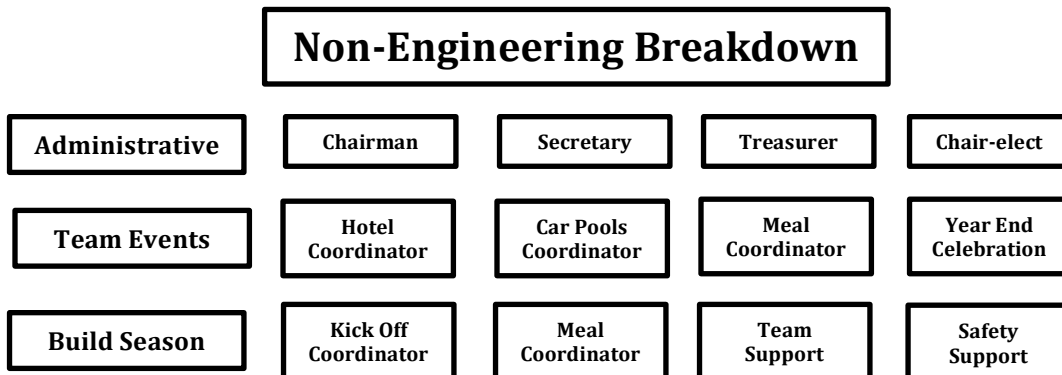 Non-Engineering Breakdown
Administrative
Chairman
Secretary
Treasurer
Chair-elect
Team Events
Hotel
Coordinator
Car Pools
Coordinator
Meal
Coordinator
Year End
Celebration
Build Season
Kick Off
Coordinator
Meal
Coordinator
Team
Support
Safety
Support